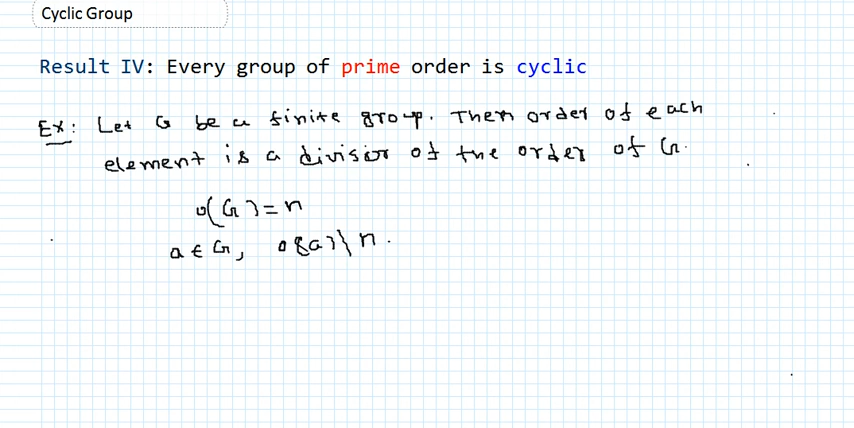 Cyclic Group
Result IV: Every group of prime order is cyclic
Ex: Let G be a finite group. Then order of each
element is a divisor of the order of G.
o(G) = n
a ∈ G, o(a) | n.